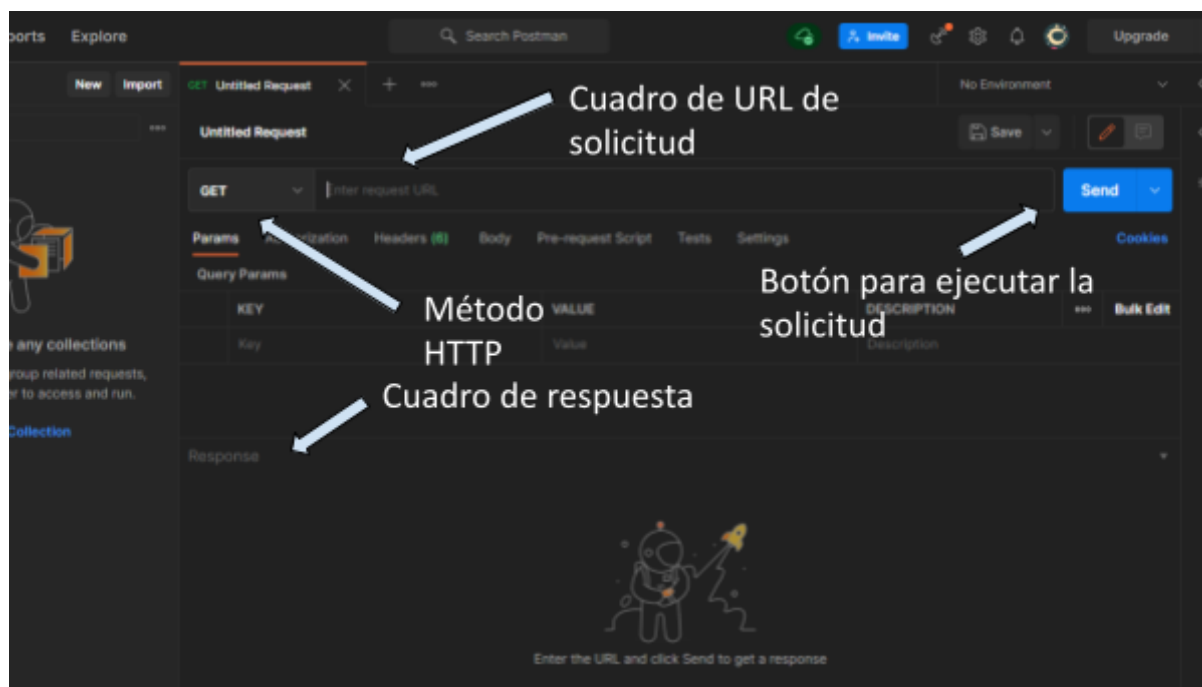 Explore
Search Postman
Invite
Upgrade
New Import
GET Untitled Request
No Environment
Cuadro de URL de
solicitud
Untitled Request
Save
GET
Enter request URL
Send
Params
Headers (6) Body Pre-request Script Tests Settings
Cookies
Query Params
Botón para ejecutar la
solicitud
KEY
VALUE
DESCRIPTION
Bulk Edit
Método
HTTP
Key
Value
Description
any collections
group related requests,
to access and run.
Collection
Cuadro de respuesta
Response
Enter the URL and click Send to get a response